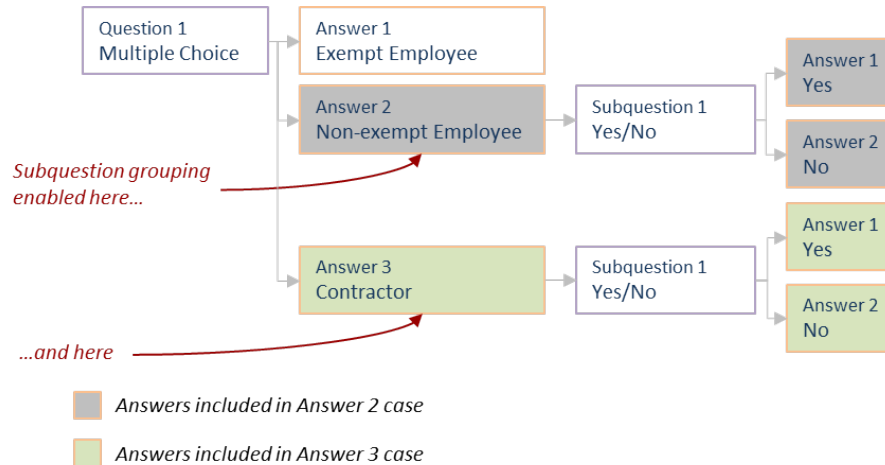 Question 1
Multiple Choice
Answer 1
Exempt Employee
Answer 2
Non-exempt Employee
Subquestion 1
Yes/No
Answer 1
Yes
Answer 2
No
Subquestion grouping
enabled here...
Answer 3
Contractor
Subquestion 1
Yes/No
Answer 1
Yes
Answer 2
No
...and here
Answers included in Answer 2 case
Answers included in Answer 3 case